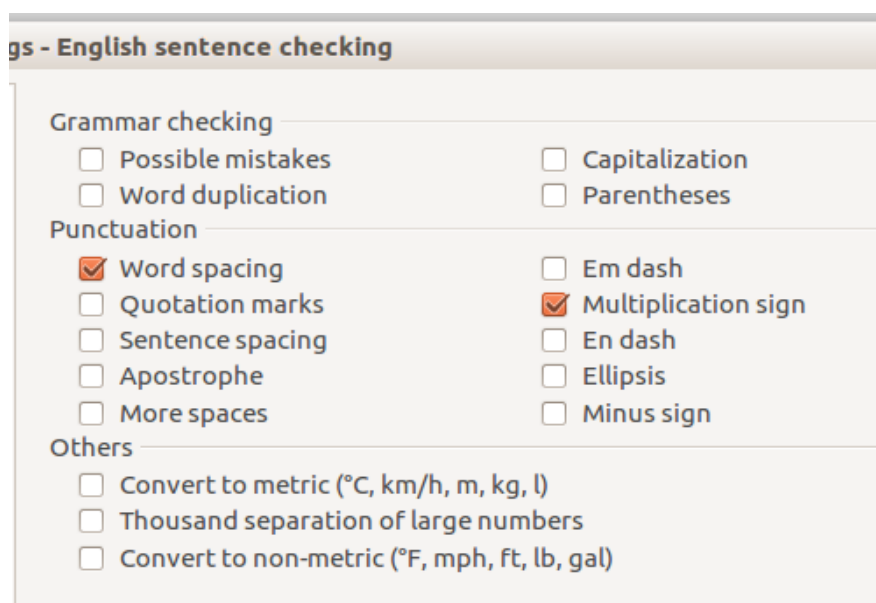 gs - English sentence checking
Grammar checking
Possible mistakes Capitalization
Word duplication Parentheses
Punctuation
Word spacing Em dash
Quotation marks Multiplication sign
Sentence spacing En dash
Apostrophe Ellipsis
More spaces Minus sign
Others
Convert to metric (°C, km/h, m, kg, l)
Thousand separation of large numbers
Convert to non-metric (°F, mph, ft, lb, gal)